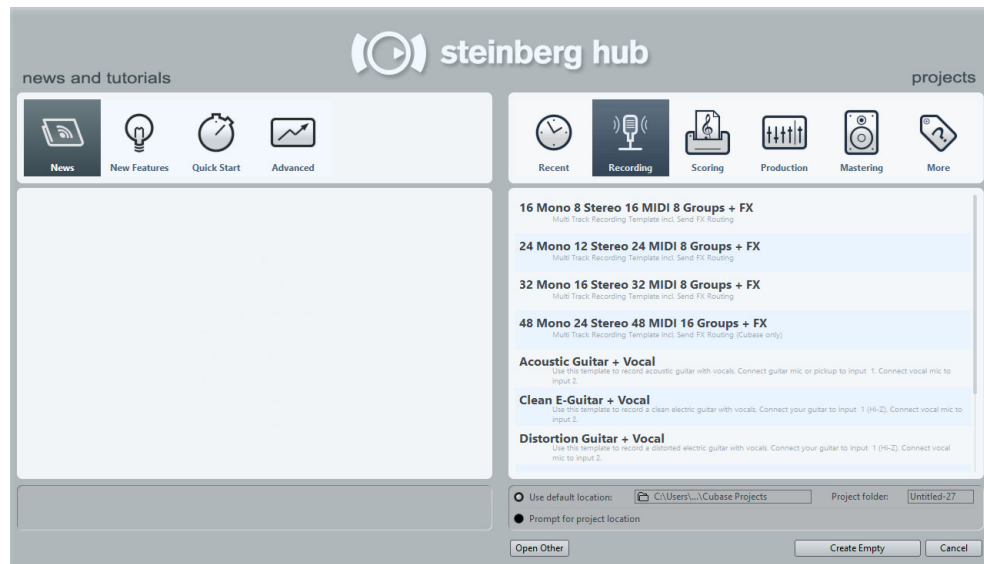 steinberg hub
news and tutorials
projects
News
New Features
Quick Start
Advanced
Recent
Recording
Scoring
Production
Mastering
More
16 Mono 8 Stereo 16 MIDI 8 Groups + FX
Multi Track Recording Template incl. Send FX Routing
24 Mono 12 Stereo 24 MIDI 8 Groups + FX
Multi Track Recording Template incl. Send FX Routing
32 Mono 16 Stereo 32 MIDI 8 Groups + FX
Multi Track Recording Template incl. Send FX Routing
48 Mono 24 Stereo 48 MIDI 16 Groups + FX
Multi Track Recording Template incl. Send FX Routing (Cubase only)
Acoustic Guitar + Vocal
Use this template to record acoustic guitar with vocals. Connect guitar mic or pickup to input 1. Connect vocal mic to
input 2.
Clean E-Guitar + Vocal
Use this template to record a clean electric guitar with vocals. Connect your guitar to input 1 (Hi-Z). Connect vocal mic to
input 2.
Distortion Guitar + Vocal
Use this template to record a distorted electric guitar with vocals. Connect your guitar to input 1 (Hi-Z). Connect vocal
mic to input 2.
Use default location:
C:\Users\...\Cubase Projects
Project folder:
Untitled-27
Prompt for project location
Open Other
Create Empty
Cancel